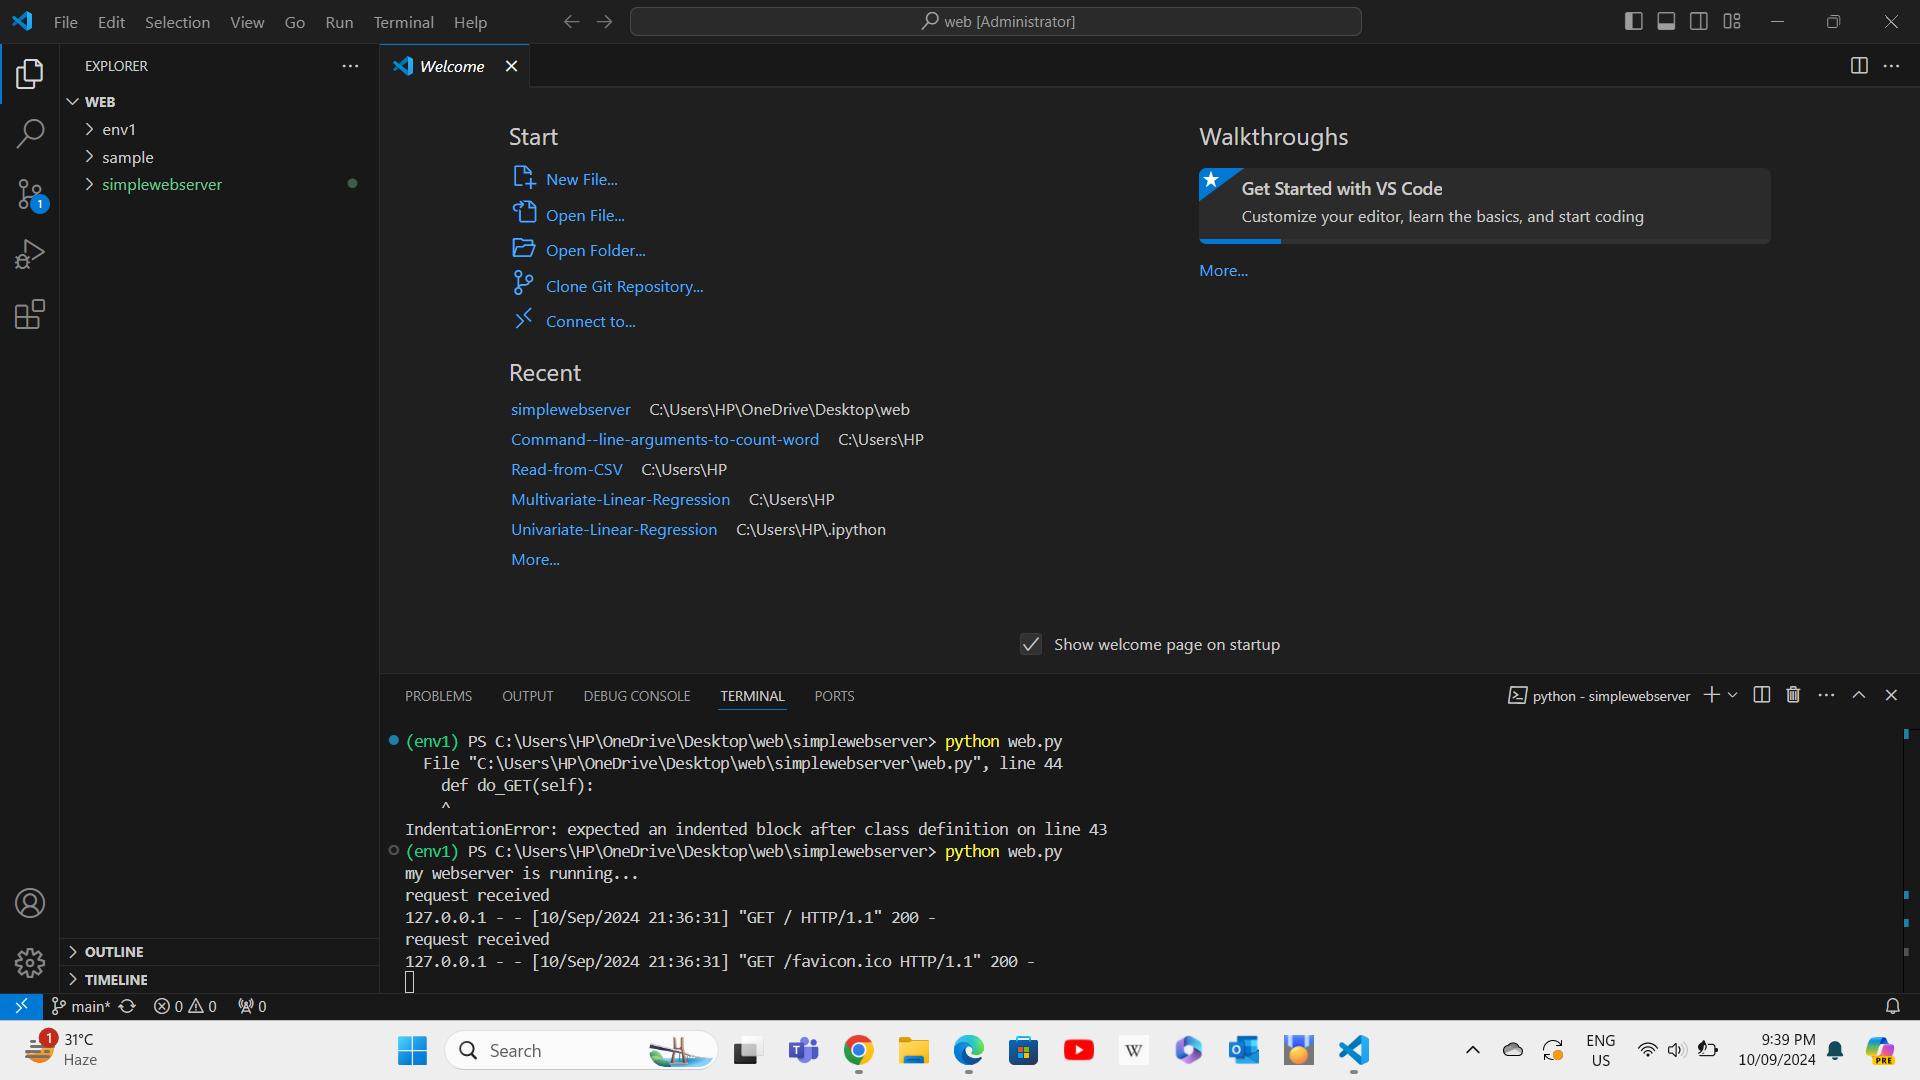 File Edit Selection View Go Run Terminal Help
web [Administrator]
EXPLORER
WEB
env1
sample
simplewebserver
1
Welcome
Start
New File...
Open File...
Open Folder...
Clone Git Repository...
Connect to...
Recent
simplewebserver C:\Users\HP\OneDrive\Desktop\web
Command--line-arguments-to-count-word C:\Users\HP
Read-from-CSV C:\Users\HP
Multivariate-Linear-Regression C:\Users\HP
Univariate-Linear-Regression C:\Users\HP\.ipython
More...
Walkthroughs
Get Started with VS Code
Customize your editor, learn the basics, and start coding
More...
Show welcome page on startup
PROBLEMS OUTPUT DEBUG CONSOLE TERMINAL PORTS
python - simplewebserver
(env1) PS C:\Users\HP\OneDrive\Desktop\web\simplewebserver> python web.py
File "C:\Users\HP\OneDrive\Desktop\web\simplewebserver\web.py", line 44
def do_GET(self):
^
IndentationError: expected an indented block after class definition on line 43
(env1) PS C:\Users\HP\OneDrive\Desktop\web\simplewebserver> python web.py
my webserver is running...
request received
127.0.0.1 - - [10/Sep/2024 21:36:31] "GET / HTTP/1.1" 200 -
request received
127.0.0.1 - - [10/Sep/2024 21:36:31] "GET /favicon.ico HTTP/1.1" 200 -
OUTLINE
TIMELINE
main* 0 0 0
1
31°C
Haze
Search
W
ENG
US
9:39 PM
10/09/2024
PRE